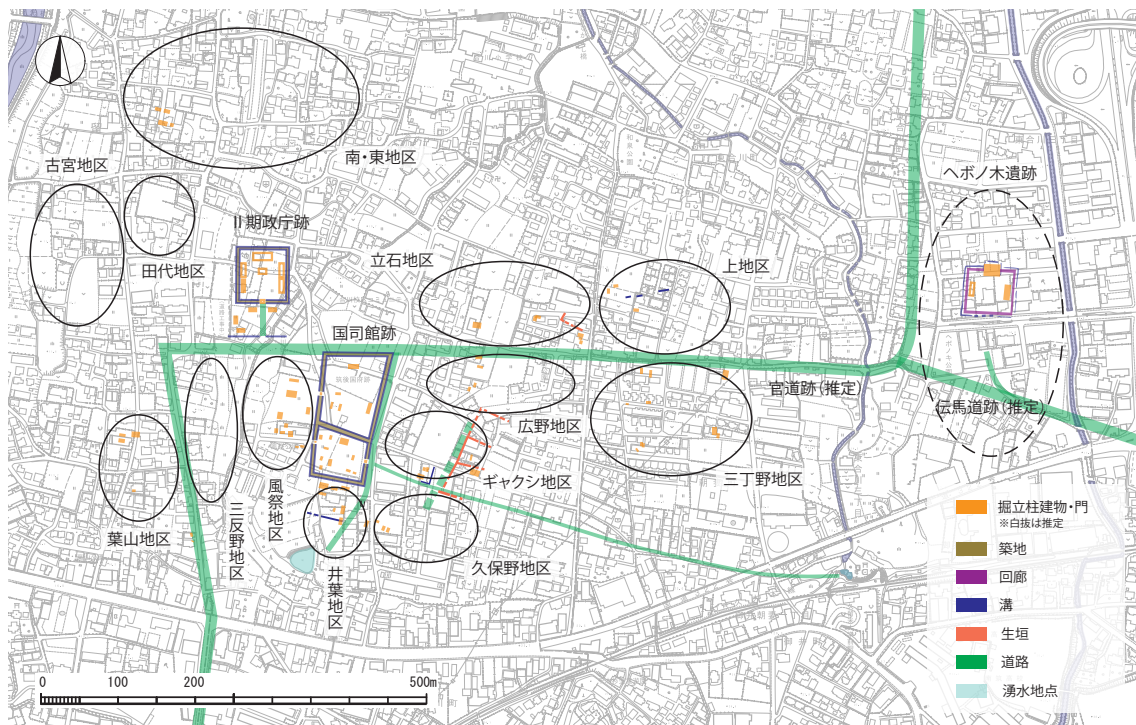 古宮地区
南・東地区
ヘボノ木遺跡
Ⅱ期政庁跡
田代地区
立石地区
上地区
国司館跡
筑後国府跡
官道跡（推定）
伝馬道跡（推定）
広野地区
ギャクシ地区
三丁野地区
風祭地区
三反野地区
葉山地区
井葉地区
久保野地区
掘立柱建物・門
※白抜は推定
築地
回廊
溝
生垣
道路
湧水地点
0 100 200 500m